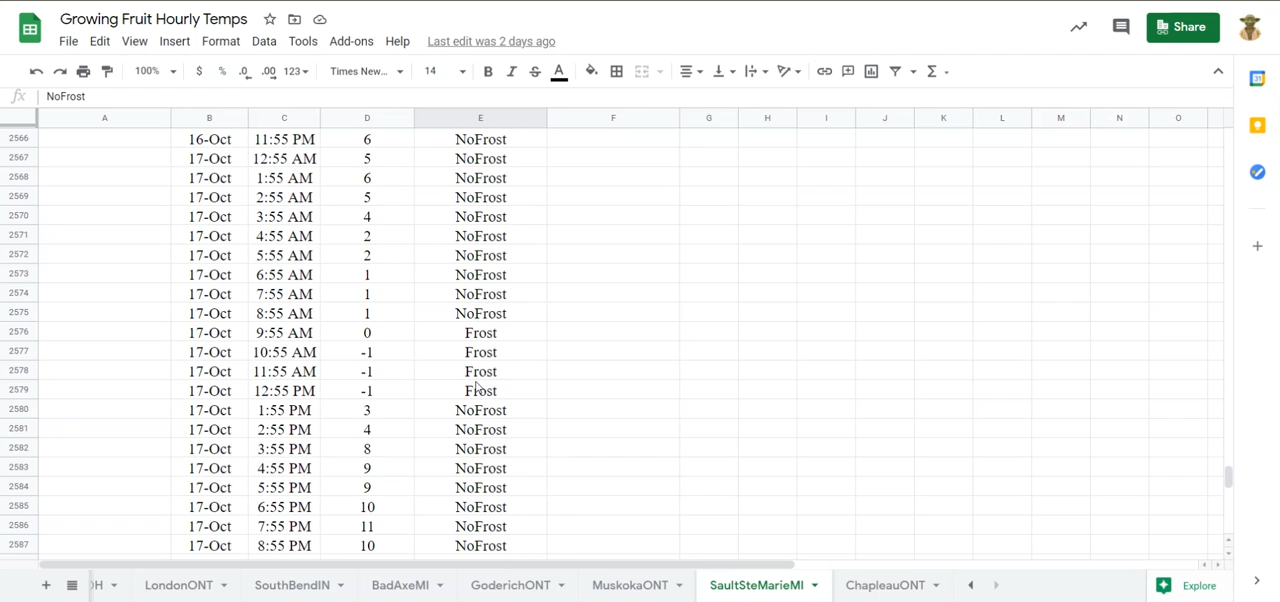 Growing Fruit Hourly Temps
File Edit View Insert Format Data Tools Add-ons Help Last edit was 2 days ago
Share
100% $ % .0 .00 123 Times New... 14 B I S A Σ
fx NoFrost
A B C D E F G H I J K L M N O
2566 16-Oct 11:55 PM 6 NoFrost
2567 17-Oct 12:55 AM 5 NoFrost
2568 17-Oct 1:55 AM 6 NoFrost
2569 17-Oct 2:55 AM 5 NoFrost
2570 17-Oct 3:55 AM 4 NoFrost
2571 17-Oct 4:55 AM 2 NoFrost
2572 17-Oct 5:55 AM 2 NoFrost
2573 17-Oct 6:55 AM 1 NoFrost
2574 17-Oct 7:55 AM 1 NoFrost
2575 17-Oct 8:55 AM 1 NoFrost
2576 17-Oct 9:55 AM 0 Frost
2577 17-Oct 10:55 AM -1 Frost
2578 17-Oct 11:55 AM -1 Frost
2579 17-Oct 12:55 PM -1 Frost
2580 17-Oct 1:55 PM 3 NoFrost
2581 17-Oct 2:55 PM 4 NoFrost
2582 17-Oct 3:55 PM 8 NoFrost
2583 17-Oct 4:55 PM 9 NoFrost
2584 17-Oct 5:55 PM 9 NoFrost
2585 17-Oct 6:55 PM 10 NoFrost
2586 17-Oct 7:55 PM 11 NoFrost
2587 17-Oct 8:55 PM 10 NoFrost
+ H LondonONT SouthBendIN BadAxeMI GoderichONT MuskokaONT SaultSteMarieMI ChapleauONT Explore
31